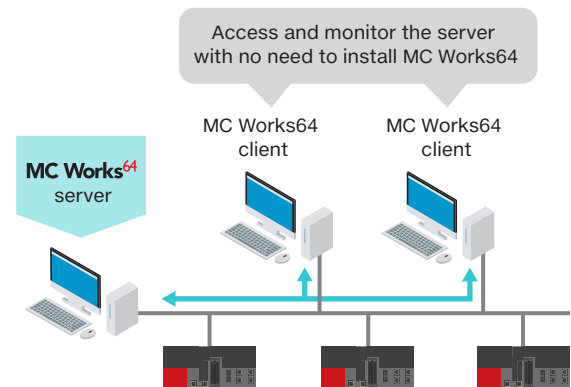 Access and monitor the server
with no need to install MC Works64
MC Works64
client
MC Works64
client
MC Works64
server